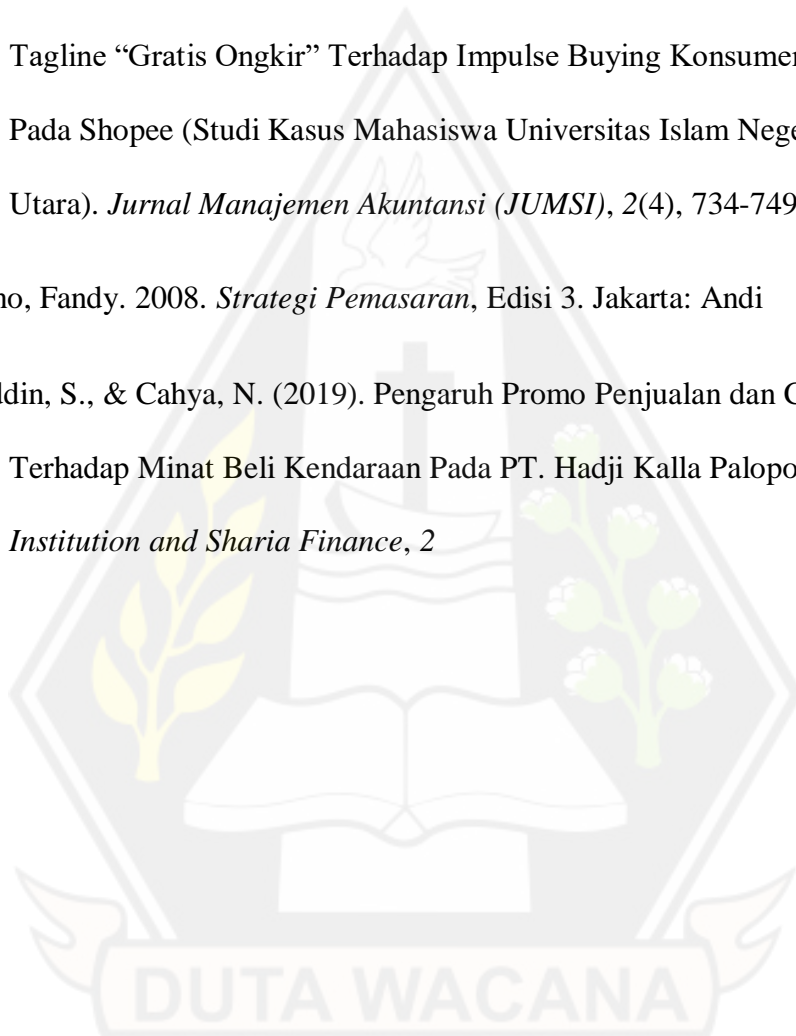 Tagline “Gratis Ongkir” Terhadap Impulse Buying Konsumen
Pada Shopee (Studi Kasus Mahasiswa Universitas Islam Nege
Utara). Jurnal Manajemen Akuntansi (JUMSI), 2(4), 734-749
no, Fandy. 2008. Strategi Pemasaran, Edisi 3. Jakarta: Andi
ddin, S., & Cahya, N. (2019). Pengaruh Promo Penjualan dan
Terhadap Minat Beli Kendaraan Pada PT. Hadji Kalla Palopo
Institution and Sharia Finance, 2
DUTA WACANA